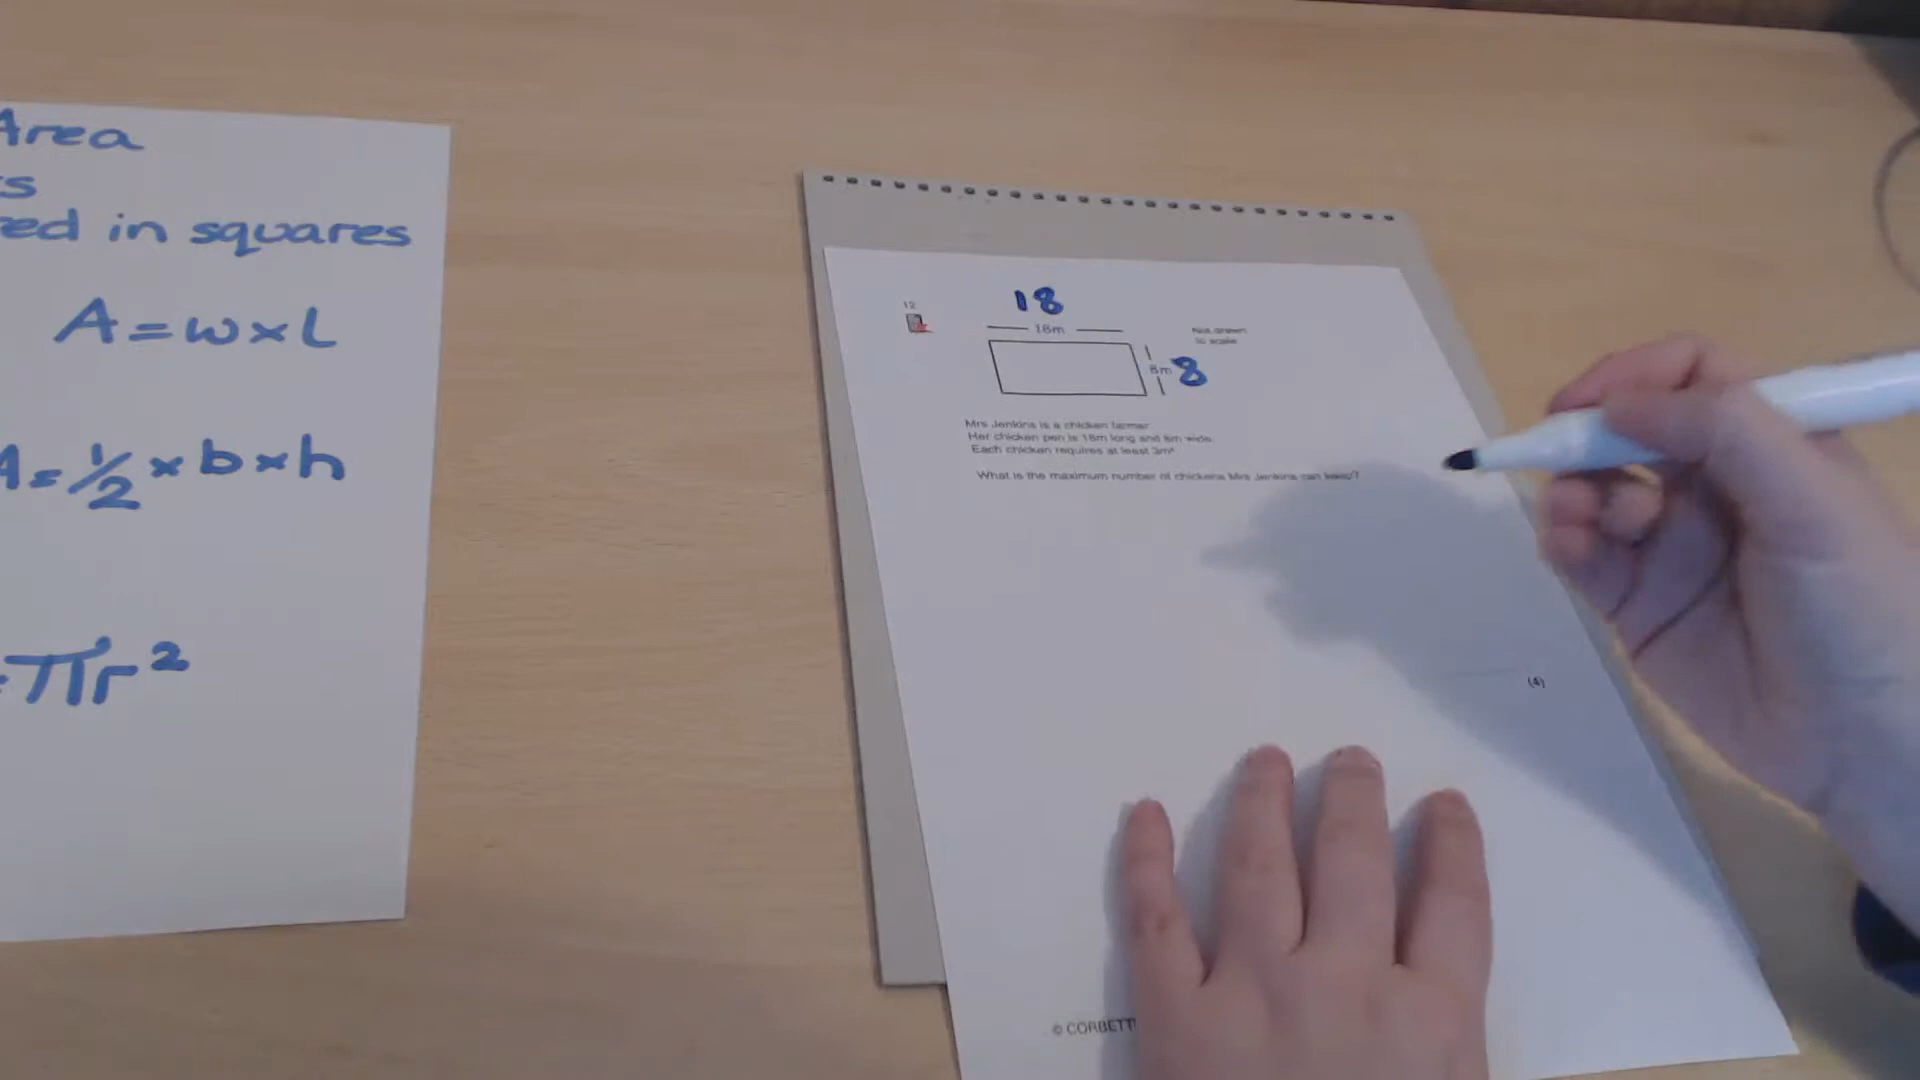 Area
s
red in squares
A=w×L
A=½×b×h
πr²
12
18
18m
Not drawn
to scale
8m 8
Mrs Jenkins is a chicken farmer.
Her chicken pen is 18m long and 8m wide.
Each chicken requires at least 3m²
What is the maximum number of chickens Mrs Jenkins can keep?
(4)
© CORBETT